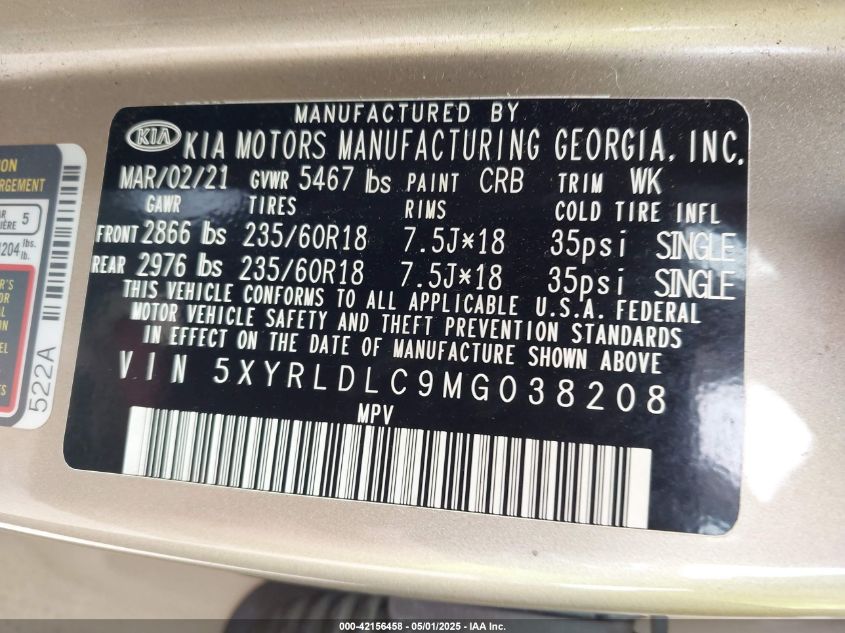 MANUFACTURED BY
KIA KIA MOTORS MANUFACTURING GEORGIA, INC.
MAR/02/21 GVWR 5467 lbs PAINT CRB TRIM WK
GAWR TIRES RIMS COLD TIRE INFL
FRONT 2866 lbs 235/60R18 7.5J*18 35psi SINGLE
REAR 2976 lbs 235/60R18 7.5J*18 35psi SINGLE
THIS VEHICLE CONFORMS TO ALL APPLICABLE U.S.A. FEDERAL
MOTOR VEHICLE SAFETY AND THEFT PREVENTION STANDARDS
IN EFFECT ON THE DATE OF MANUFACTURE SHOWN ABOVE
VIN 5XYRLDLC9MG038208
MPV
5
lbs.
lb.
522A
000-42156458 - 05/01/2025 - IAA Inc.